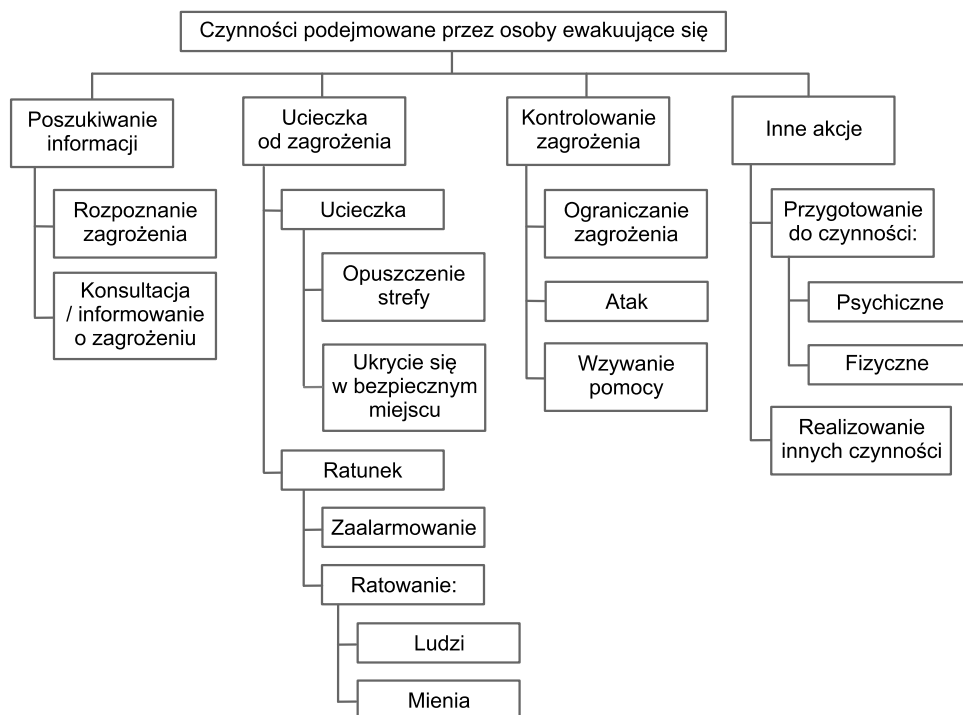 Czynności podejmowane przez osoby ewakuujące się
Poszukiwanie
informacji
Rozpoznanie
zagrożenia
Konsultacja
/ informowanie
o zagrożeniu
Ucieczka
od zagrożenia
Ucieczka
Opuszczenie
strefy
Ukrycie się
w bezpiecznym
miejscu
Ratunek
Zaalarmowanie
Ratowanie:
Ludzi
Mienia
Kontrolowanie
zagrożenia
Ograniczanie
zagrożenia
Atak
Wzywanie
pomocy
Inne akcje
Przygotowanie
do czynności:
Psychiczne
Fizyczne
Realizowanie
innych czynności